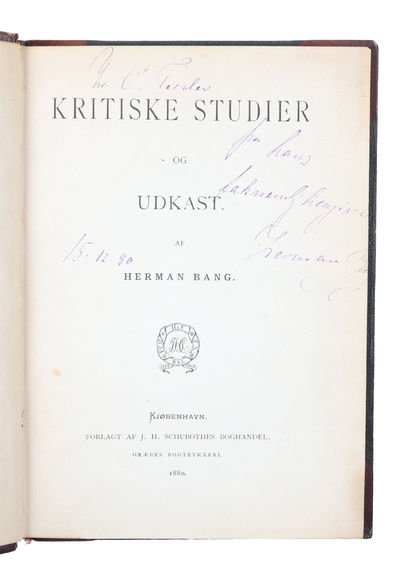 Hr. C.
KRITISKE STUDIER
fra hans
OG
UDKAST.
AF
15. 12. 80
Herman
HERMAN BANG.
KJØBENHAVN.
FORLAGT AF J. H. SCHUBOTHES BOGHANDEL.
GRÆBES BOGTRYKKERI.
1880.